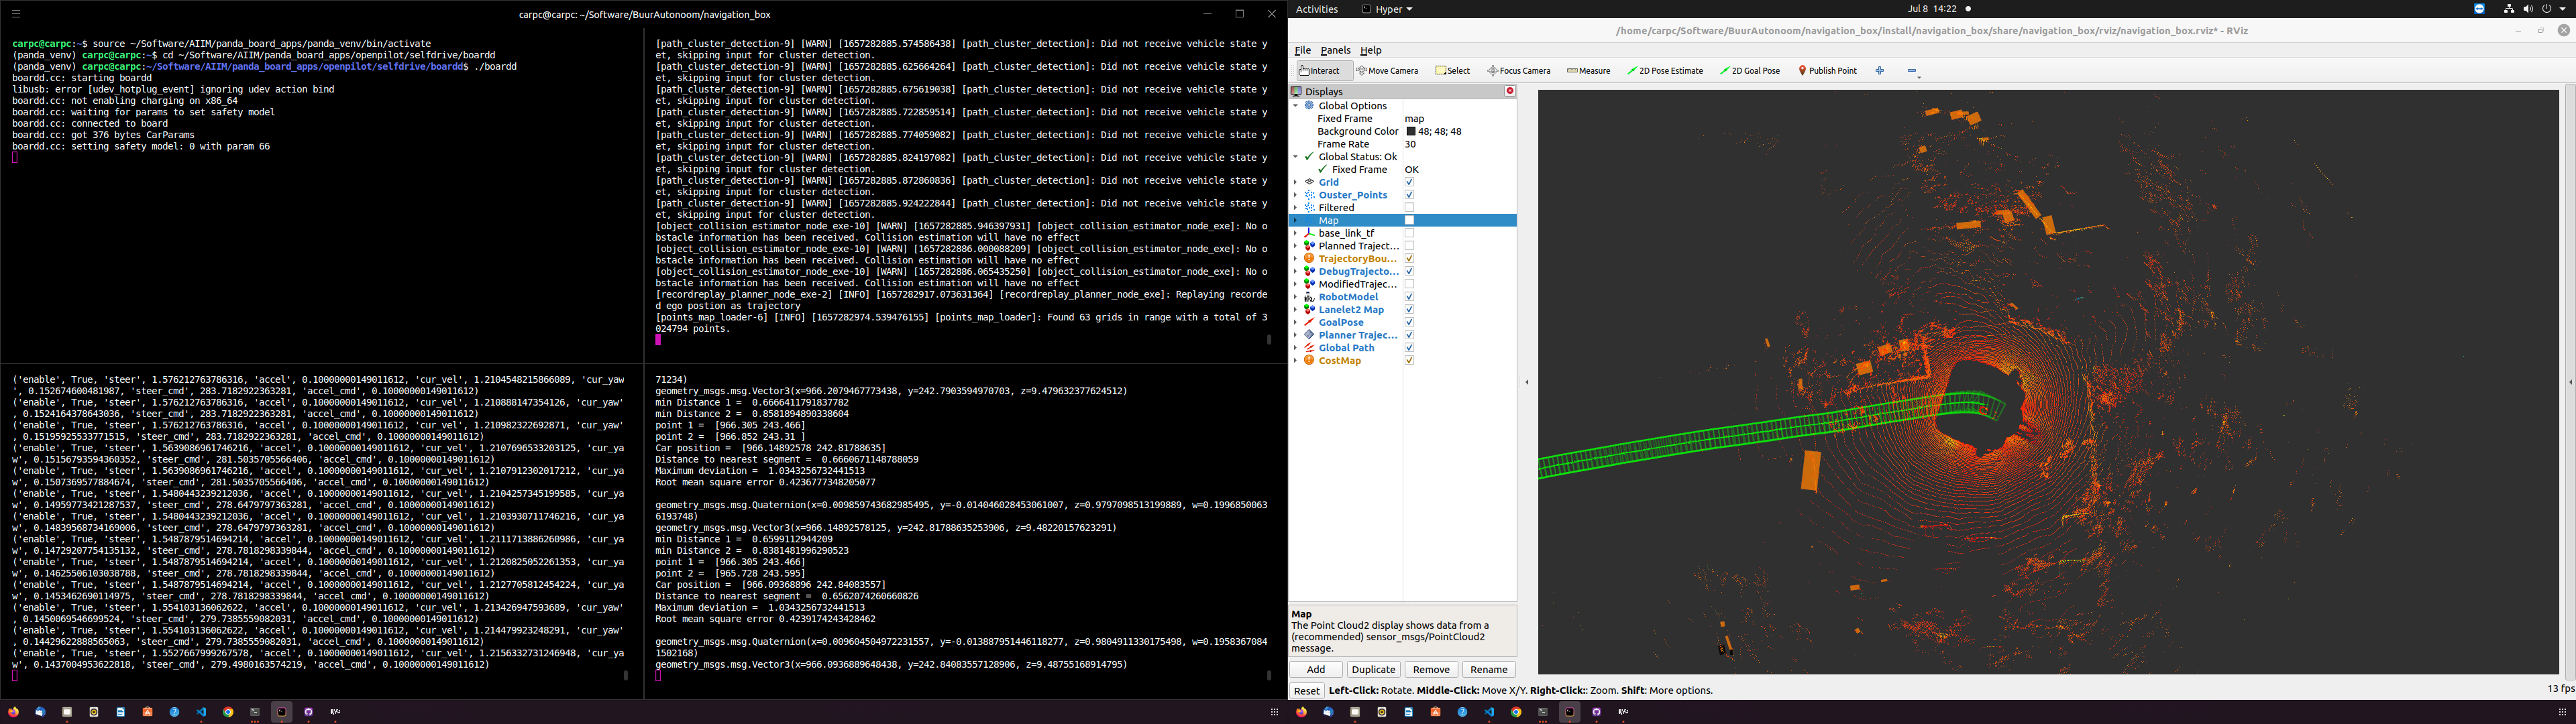 carpc@carpc: ~/Software/BuurAutonoom/navigation_box
carpc@carpc:~$ source ~/Software/AIIM/panda_board_apps/panda_venv/bin/activate
(panda_venv) carpc@carpc:~$ cd ~/Software/AIIM/panda_board_apps/openpilot/selfdrive/boardd
(panda_venv) carpc@carpc:~/Software/AIIM/panda_board_apps/openpilot/selfdrive/boardd$ ./boardd
boardd.cc: starting boardd
libusb: error [udev_hotplug_event] ignoring udev action bind
boardd.cc: not enabling charging on x86_64
boardd.cc: waiting for params to set safety model
boardd.cc: connected to board
boardd.cc: got 376 bytes CarParams
boardd.cc: setting safety model: 0 with param 66
[path_cluster_detection-9] [WARN] [1657282885.574586438] [path_cluster_detection]: Did not receive vehicle state y
et, skipping input for cluster detection.
[path_cluster_detection-9] [WARN] [1657282885.625664264] [path_cluster_detection]: Did not receive vehicle state y
et, skipping input for cluster detection.
[path_cluster_detection-9] [WARN] [1657282885.675619038] [path_cluster_detection]: Did not receive vehicle state y
et, skipping input for cluster detection.
[path_cluster_detection-9] [WARN] [1657282885.722859514] [path_cluster_detection]: Did not receive vehicle state y
et, skipping input for cluster detection.
[path_cluster_detection-9] [WARN] [1657282885.774059082] [path_cluster_detection]: Did not receive vehicle state y
et, skipping input for cluster detection.
[path_cluster_detection-9] [WARN] [1657282885.824197082] [path_cluster_detection]: Did not receive vehicle state y
et, skipping input for cluster detection.
[path_cluster_detection-9] [WARN] [1657282885.872860836] [path_cluster_detection]: Did not receive vehicle state y
et, skipping input for cluster detection.
[path_cluster_detection-9] [WARN] [1657282885.924222844] [path_cluster_detection]: Did not receive vehicle state y
et, skipping input for cluster detection.
[object_collision_estimator_node_exe-10] [WARN] [1657282885.946397931] [object_collision_estimator_node_exe]: No o
bstacle information has been received. Collision estimation will have no effect
[object_collision_estimator_node_exe-10] [WARN] [1657282886.000088209] [object_collision_estimator_node_exe]: No o
bstacle information has been received. Collision estimation will have no effect
[object_collision_estimator_node_exe-10] [WARN] [1657282886.065435250] [object_collision_estimator_node_exe]: No o
bstacle information has been received. Collision estimation will have no effect
[recordreplay_planner_node_exe-2] [INFO] [1657282917.073631364] [recordreplay_planner_node_exe]: Replaying recorde
d ego postion as trajectory
[points_map_loader-6] [INFO] [1657282974.539476155] [points_map_loader]: Found 63 grids in range with a total of 3
024794 points.
('enable', True, 'steer', 1.576212763786316, 'accel', 0.10000000149011612, 'cur_vel', 1.2104548215866089, 'cur_yaw'
, 0.152674600481987, 'steer_cmd', 283.7182922363281, 'accel_cmd', 0.10000000149011612)
('enable', True, 'steer', 1.576212763786316, 'accel', 0.10000000149011612, 'cur_vel', 1.210888147354126, 'cur_yaw'
, 0.1524164378643036, 'steer_cmd', 283.7182922363281, 'accel_cmd', 0.10000000149011612)
('enable', True, 'steer', 1.576212763786316, 'accel', 0.10000000149011612, 'cur_vel', 1.210982322692871, 'cur_yaw'
, 0.15195925533771515, 'steer_cmd', 283.7182922363281, 'accel_cmd', 0.10000000149011612)
('enable', True, 'steer', 1.5639086961746216, 'accel', 0.10000000149011612, 'cur_vel', 1.2107696533203125, 'cur_ya
w', 0.15156793594360352, 'steer_cmd', 281.5035705566406, 'accel_cmd', 0.10000000149011612)
('enable', True, 'steer', 1.5639086961746216, 'accel', 0.10000000149011612, 'cur_vel', 1.2107912302017212, 'cur_ya
w', 0.1507369577884674, 'steer_cmd', 281.5035705566406, 'accel_cmd', 0.10000000149011612)
('enable', True, 'steer', 1.5480443239212036, 'accel', 0.10000000149011612, 'cur_vel', 1.2104257345199585, 'cur_ya
w', 0.14959773421287537, 'steer_cmd', 278.6479797363281, 'accel_cmd', 0.10000000149011612)
('enable', True, 'steer', 1.5480443239212036, 'accel', 0.10000000149011612, 'cur_vel', 1.2103930711746216, 'cur_ya
w', 0.14839568734169006, 'steer_cmd', 278.6479797363281, 'accel_cmd', 0.10000000149011612)
('enable', True, 'steer', 1.5487879514694214, 'accel', 0.10000000149011612, 'cur_vel', 1.2111713886260986, 'cur_ya
w', 0.14729207754135132, 'steer_cmd', 278.7818298339844, 'accel_cmd', 0.10000000149011612)
('enable', True, 'steer', 1.5487879514694214, 'accel', 0.10000000149011612, 'cur_vel', 1.2120825052261353, 'cur_ya
w', 0.14625506103038788, 'steer_cmd', 278.7818298339844, 'accel_cmd', 0.10000000149011612)
('enable', True, 'steer', 1.5487879514694214, 'accel', 0.10000000149011612, 'cur_vel', 1.2127705812454224, 'cur_ya
w', 0.1453462690114975, 'steer_cmd', 278.7818298339844, 'accel_cmd', 0.10000000149011612)
('enable', True, 'steer', 1.554103136062622, 'accel', 0.10000000149011612, 'cur_vel', 1.213426947593689, 'cur_yaw'
, 0.1450069546699524, 'steer_cmd', 279.7385559082031, 'accel_cmd', 0.10000000149011612)
('enable', True, 'steer', 1.554103136062622, 'accel', 0.10000000149011612, 'cur_vel', 1.214479923248291, 'cur_yaw'
, 0.14429622888565063, 'steer_cmd', 279.7385559082031, 'accel_cmd', 0.10000000149011612)
('enable', True, 'steer', 1.5527667999267578, 'accel', 0.10000000149011612, 'cur_vel', 1.2156332731246948, 'cur_ya
w', 0.1437004953622818, 'steer_cmd', 279.4980163574219, 'accel_cmd', 0.10000000149011612)
71234)
geometry_msgs.msg.Vector3(x=966.2079467773438, y=242.7903594970703, z=9.479632377624512)
min Distance 1 =  0.6666411791837782
min Distance 2 =  0.8581894890338604
point 1 =  [966.305 243.466]
point 2 =  [966.852 243.31 ]
Car position =  [966.14892578 242.81788635]
Distance to nearest segment =  0.6660671148788059
Maximum deviation =  1.0343256732441513
Root mean square error 0.4236777348205077
geometry_msgs.msg.Quaternion(x=0.009859743682985495, y=-0.014046028453061007, z=0.9797098513199889, w=0.1996850063
6193748)
geometry_msgs.msg.Vector3(x=966.14892578125, y=242.81788635253906, z=9.48220157623291)
min Distance 1 =  0.6599112944209
min Distance 2 =  0.8381481996290523
point 1 =  [966.305 243.466]
point 2 =  [965.728 243.595]
Car position =  [966.09368896 242.84083557]
Distance to nearest segment =  0.6562074260660826
Maximum deviation =  1.0343256732441513
Root mean square error 0.4239174243428462
geometry_msgs.msg.Quaternion(x=0.009604504972231557, y=-0.013887951446118277, z=0.9804911330175498, w=0.1958367084
1502168)
geometry_msgs.msg.Vector3(x=966.0936889648438, y=242.84083557128906, z=9.48755168914795)
Activities Hyper Jul 8 14:22
/home/carpc/Software/BuurAutonoom/navigation_box/install/navigation_box/share/navigation_box/rviz/navigation_box.rviz* - RViz
File Panels Help
Interact Move Camera Select Focus Camera Measure 2D Pose Estimate 2D Goal Pose Publish Point
Displays
Global Options
Fixed Frame map
Background Color 48; 48; 48
Frame Rate 30
Global Status: Ok
Fixed Frame OK
Grid
Ouster_Points
Filtered
Map
base_link_tf
Planned Traject...
TrajectoryBou...
DebugTrajecto...
ModifiedTrajec...
RobotModel
Lanelet2 Map
GoalPose
Planner Trajec...
Global Path
CostMap
Map
The Point Cloud2 display shows data from a
(recommended) sensor_msgs/PointCloud2
message.
Add Duplicate Remove Rename
Reset Left-Click: Rotate. Middle-Click: Move X/Y. Right-Click:: Zoom. Shift: More options. 13 fps